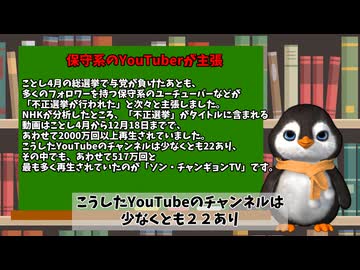 保守系のYouTuberが主張
ことし4月の総選挙で与党が負けたあとも、
多くのフォロワーを持つ保守系のユーチューバーなどが
「不正選挙が行われた」と次々と主張しました。
NHKが分析したところ、「不正選挙」がタイトルに含まれる
動画はことし4月から12月18日までで、
あわせて2000万回以上再生されていました。
こうしたYouTubeのチャンネルは少なくとも22あり、
その中でも、あわせて517万回と
最も多く再生されていたのが「ソン・チャンギョンTV」です。
こうしたYouTubeのチャンネルは
少なくとも２２あり